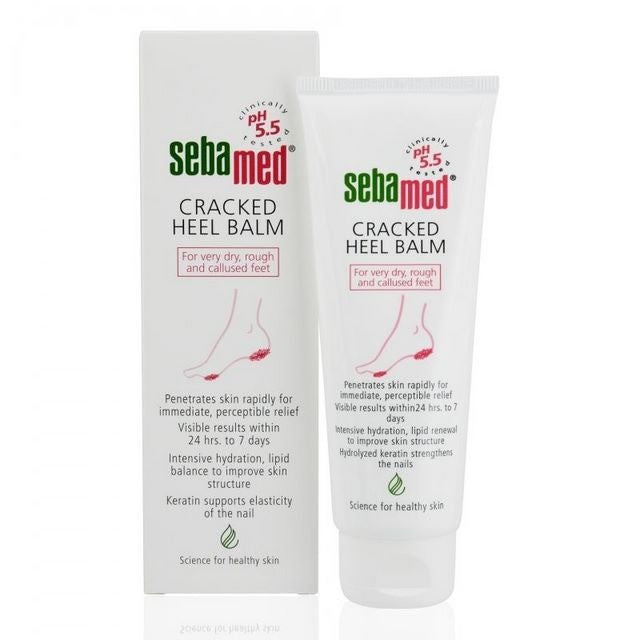 clinically tested
pH
5.5
sebamed®
CRACKED
HEEL BALM
For very dry, rough
and callused feet
Penetrates skin rapidly for
immediate, perceptible relief
Visible results within
24 hrs. to 7 days
Intensive hydration, lipid
balance to improve skin
structure
Keratin supports elasticity
of the nail
Science for healthy skin
clinically tested
pH
5.5
sebamed®
CRACKED
HEEL BALM
For very dry, rough
and callused feet
Penetrates skin rapidly for
immediate, perceptible relief
Visible results within24 hrs. to 7
days
Intensive hydration, lipid renewal
to improve skin structure
Hydrolyzed keratin strengthens
the nails
Science for healthy skin